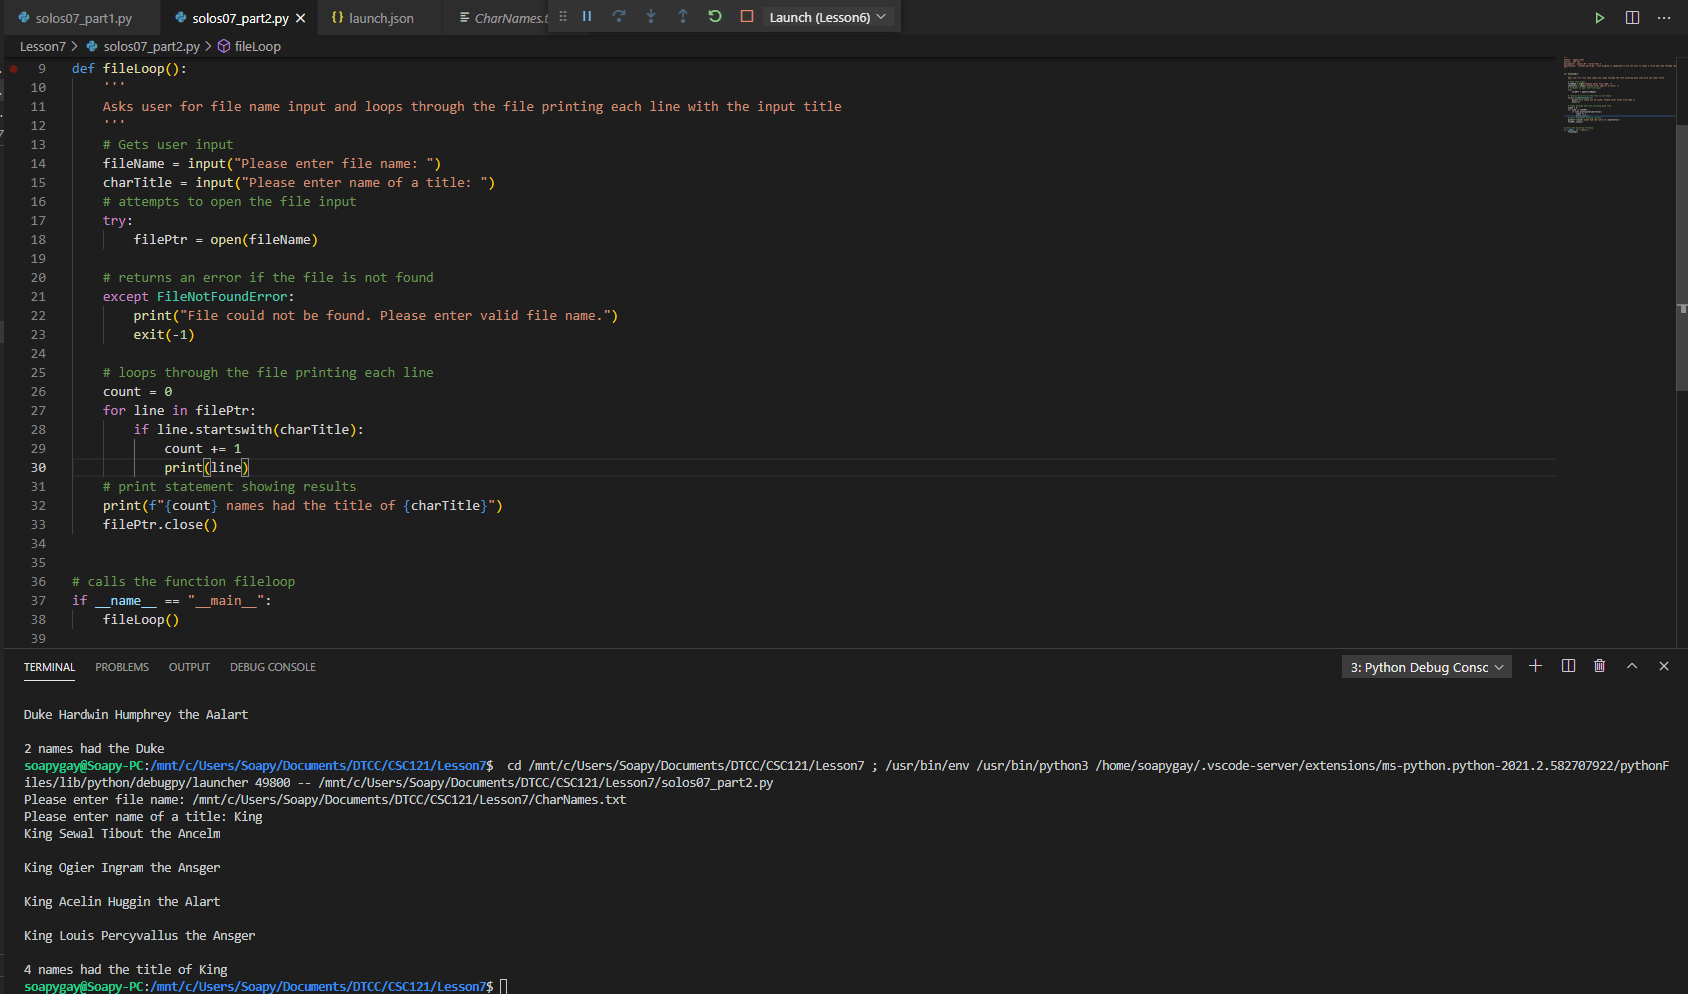 solos07_part1.py
solos07_part2.py
launch.json
CharNames.t
Launch (Lesson6)
Lesson7 > solos07_part2.py > fileLoop
9 def fileLoop():
10 '''
11 Asks user for file name input and loops through the file printing each line with the input title
12 '''
13 # Gets user input
14 fileName = input("Please enter file name: ")
15 charTitle = input("Please enter name of a title: ")
16 # attempts to open the file input
17 try:
18 filePtr = open(fileName)
19
20 # returns an error if the file is not found
21 except FileNotFoundError:
22 print("File could not be found. Please enter valid file name.")
23 exit(-1)
24
25 # loops through the file printing each line
26 count = 0
27 for line in filePtr:
28 if line.startswith(charTitle):
29 count += 1
30 print(line)
31 # print statement showing results
32 print(f"{count} names had the title of {charTitle}")
33 filePtr.close()
34
35
36 # calls the function fileloop
37 if __name__ == "__main__":
38 fileLoop()
39
TERMINAL PROBLEMS OUTPUT DEBUG CONSOLE
3: Python Debug Consc
Duke Hardwin Humphrey the Aalart
2 names had the Duke
soapygay@Soapy-PC:/mnt/c/Users/Soapy/Documents/DTCC/CSC121/Lesson7$ cd /mnt/c/Users/Soapy/Documents/DTCC/CSC121/Lesson7 ; /usr/bin/env /usr/bin/python3 /home/soapygay/.vscode-server/extensions/ms-python.python-2021.2.582707922/pythonF
iles/lib/python/debugpy/launcher 49800 -- /mnt/c/Users/Soapy/Documents/DTCC/CSC121/Lesson7/solos07_part2.py
Please enter file name: /mnt/c/Users/Soapy/Documents/DTCC/CSC121/Lesson7/CharNames.txt
Please enter name of a title: King
King Sewal Tibout the Ancelm
King Ogier Ingram the Ansger
King Acelin Huggin the Alart
King Louis Percyvallus the Ansger
4 names had the title of King
soapygay@Soapy-PC:/mnt/c/Users/Soapy/Documents/DTCC/CSC121/Lesson7$